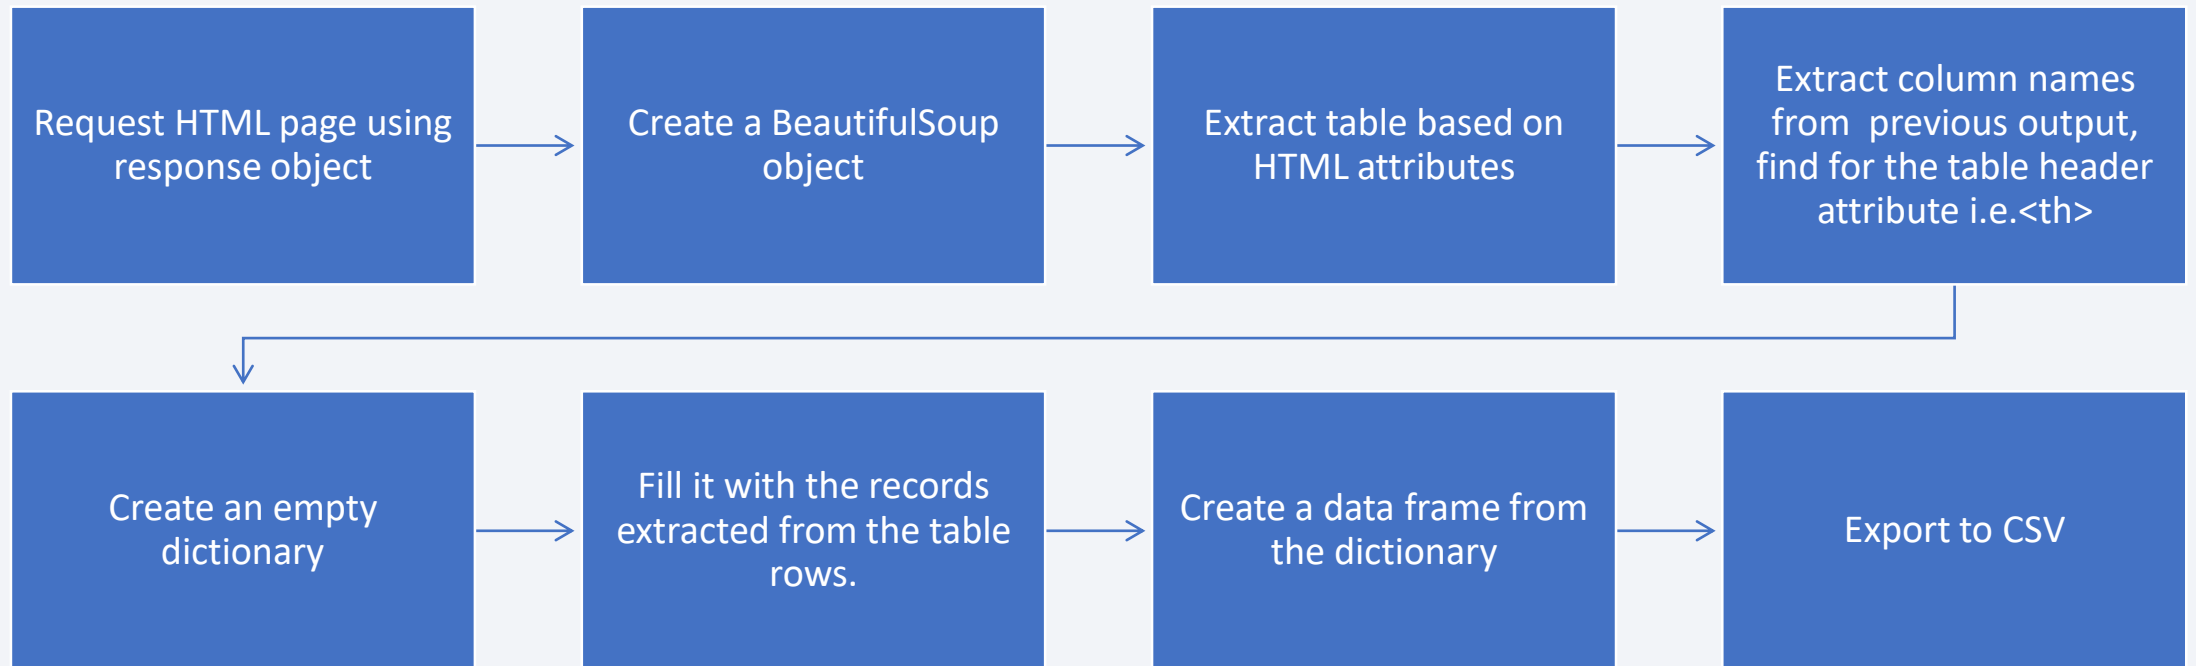 Request HTML page using
response object
Create a BeautifulSoup
object
Extract table based on
HTML attributes
Extract column names
from  previous output,
find for the table header
attribute i.e.<th>
Create an empty
dictionary
Fill it with the records
extracted from the table
rows.
Create a data frame from
the dictionary
Export to CSV